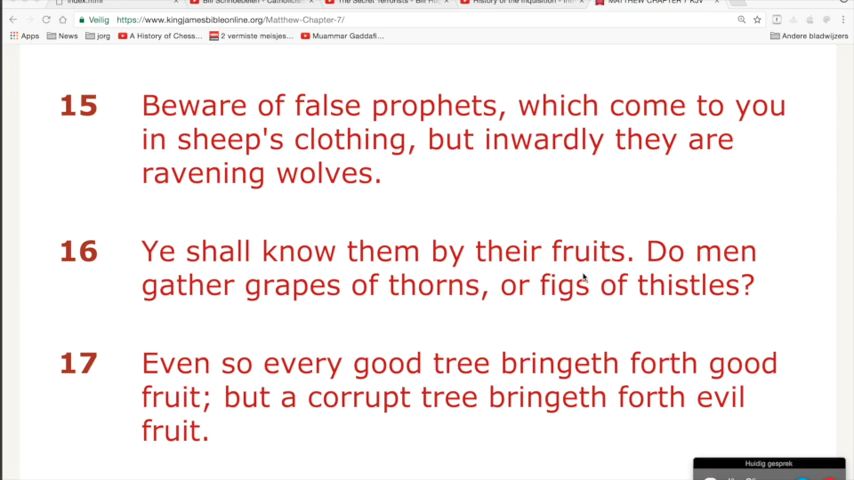 Veilig https://www.kingjamesbibleonline.org/Matthew-Chapter-7/
Apps News jorg A History of Chess... 2 vermiste meisjes... Muammar Gaddafi... Andere bladwijzers
15 Beware of false prophets, which come to you
in sheep's clothing, but inwardly they are
ravening wolves.
16 Ye shall know them by their fruits. Do men
gather grapes of thorns, or figs of thistles?
17 Even so every good tree bringeth forth good
fruit; but a corrupt tree bringeth forth evil
fruit.
Huidig gesprek